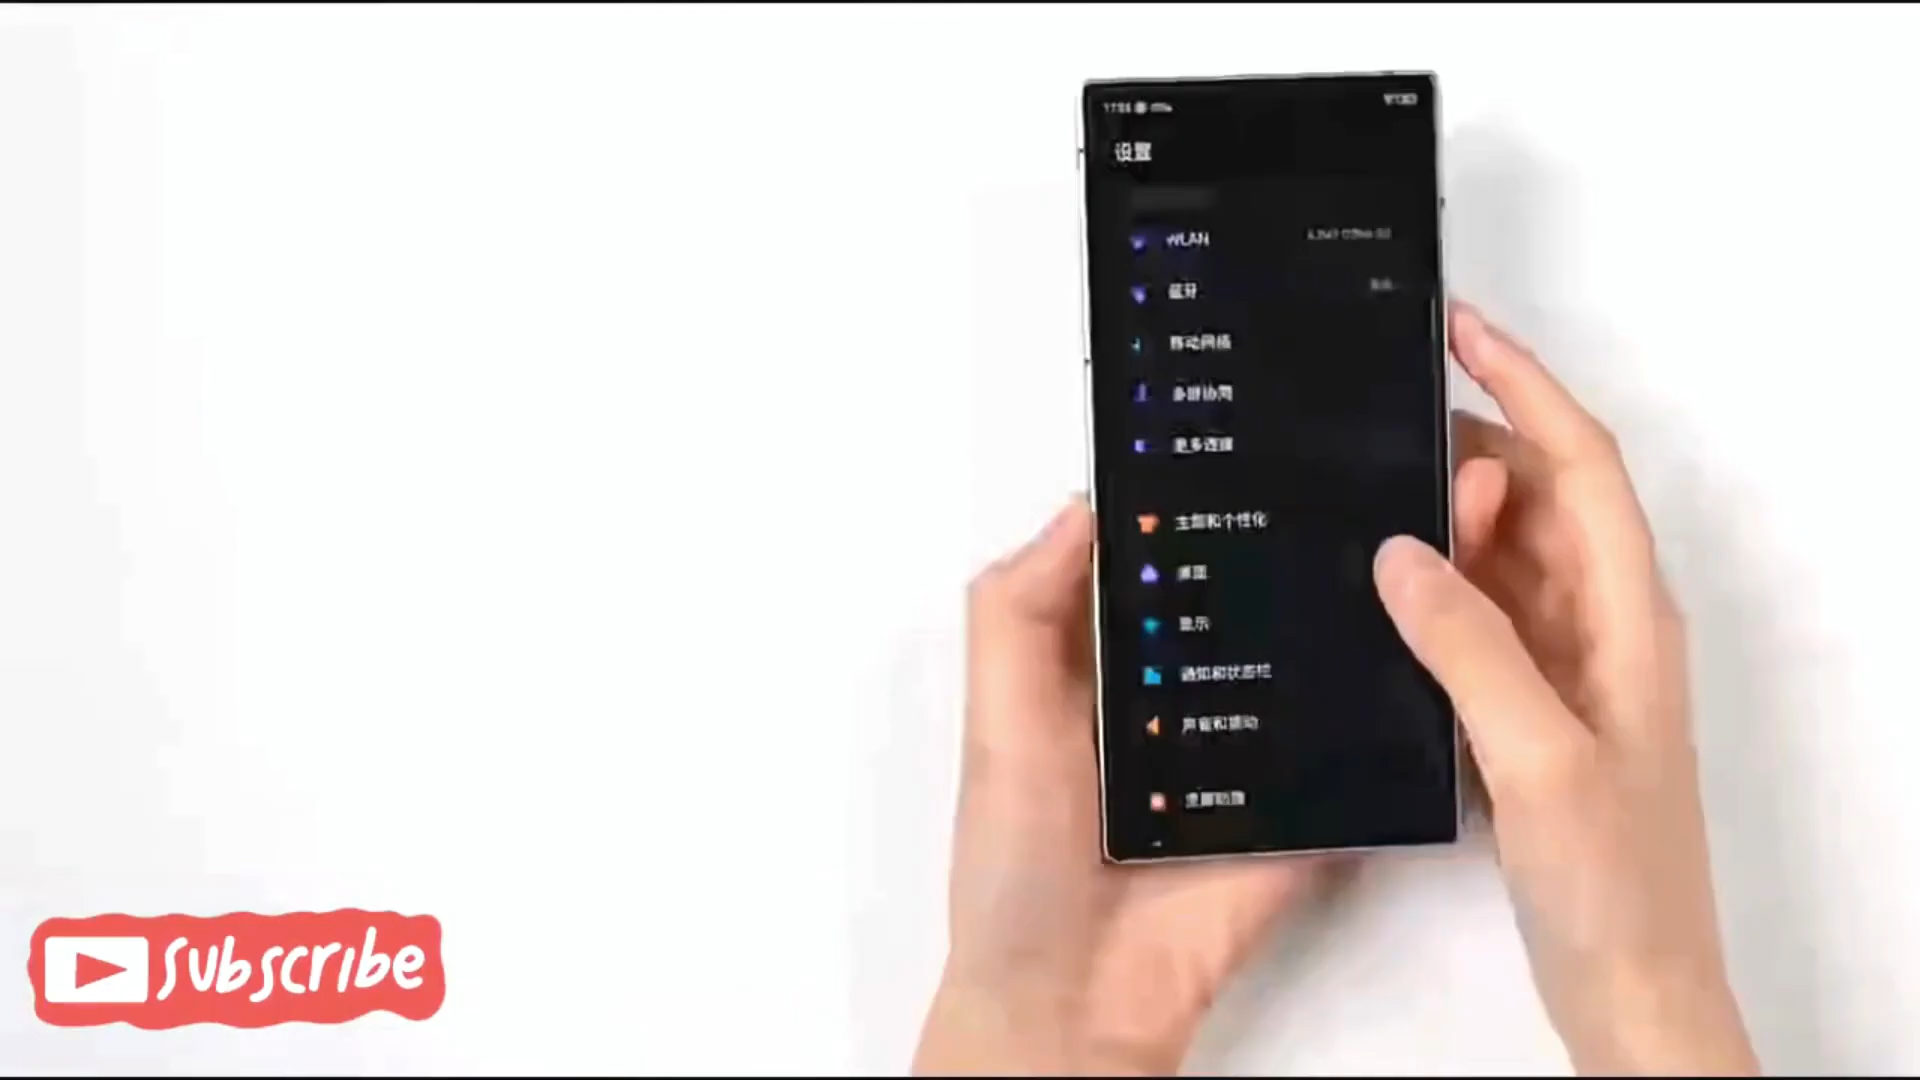 设置
WLAN
蓝牙
移动网络
多屏协同
更多连接
主题和个性化
桌面
显示
通知和状态栏
声音和振动
subscribe